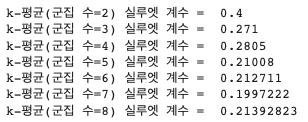 k-평균(군집 수=2) 실루엣 계수 =  0.4
k-평균(군집 수=3) 실루엣 계수 =  0.271
k-평균(군집 수=4) 실루엣 계수 =  0.2805
k-평균(군집 수=5) 실루엣 계수 =  0.21008
k-평균(군집 수=6) 실루엣 계수 =  0.212711
k-평균(군집 수=7) 실루엣 계수 =  0.1997222
k-평균(군집 수=8) 실루엣 계수 =  0.21392823